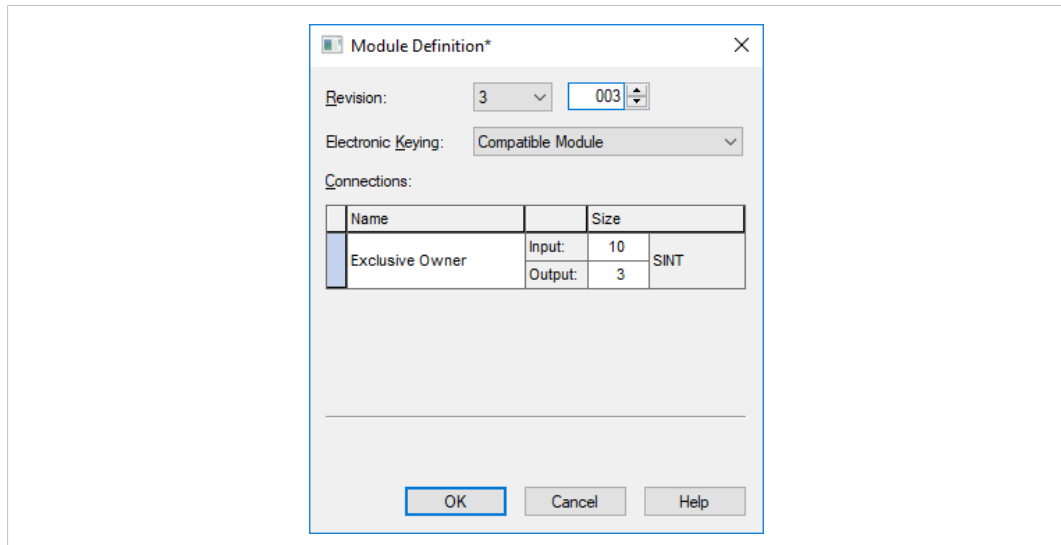 Module Definition*
Revision: 3 003
Electronic Keying: Compatible Module
Connections:
Name Size
Exclusive Owner Input: 10 SINT
Output: 3
OK Cancel Help